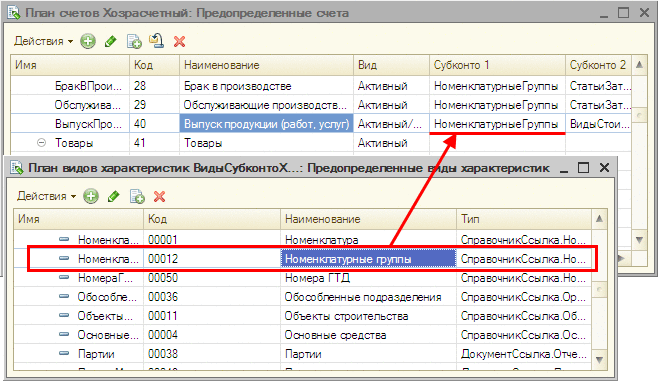 План счетов Хозрасчетный: Предопределенные счета
Действия
Имя Код Наименование Вид Субконто 1 Субконто 2
БракВПрои... 28 Брак в производстве Активный НоменклатурныеГруппы СтатьиЗат...
Обслужива... 29 Обслуживающие производств... Активный НоменклатурныеГруппы СтатьиЗат...
ВыпускПро... 40 Выпуск продукции (работ, услуг) Активный/... НоменклатурныеГруппы ВидыСтои...
Товары 41 Товары Активный
План видов характеристик ВидыСубконтоХ...: Предопределенные виды характеристик
Действия
Имя Код Наименование Тип
Номенкла... 00001 Номенклатура СправочникСсылка.Но...
Номенкла... 00012 Номенклатурные группы СправочникСсылка.Но...
НомераГ... 00050 Номера ГТД СправочникСсылка.Но...
Обособле... 00036 Обособленные подразделения СправочникСсылка.Ор...
Объекты... 00011 Объекты строительства СправочникСсылка.Об...
Основные... 00004 Основные средства СправочникСсылка.Ос...
Партии 00038 Партии ДокументСсылка.Отче...